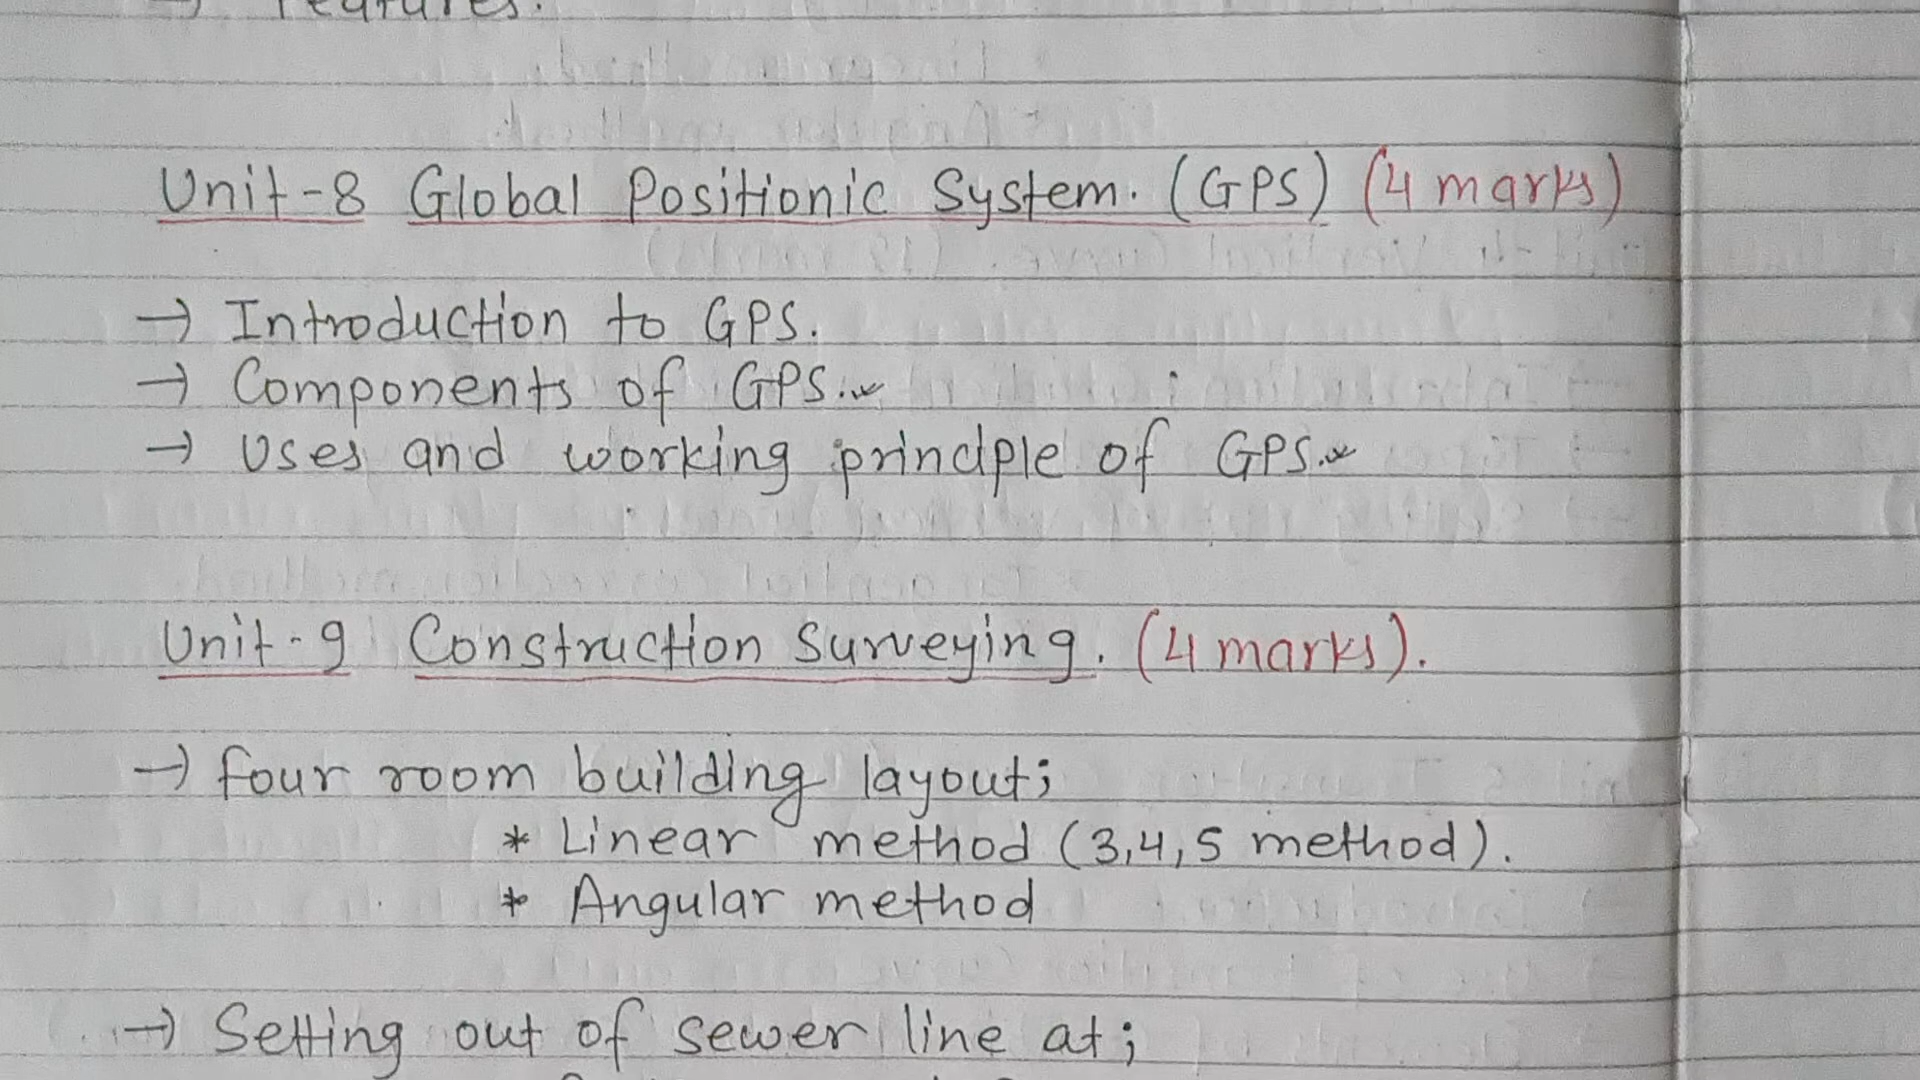 → features.
Unit-8 Global Positionic System. (GPS) (4 marks)
→ Introduction to GPS.
→ Components of GPS.
→ Uses and working principle of GPS.
Unit-9 Construction Surveying. (4 marks).
→ four room building layout;
* Linear method (3,4,5 method).
* Angular method
→ Setting out of sewer line at;